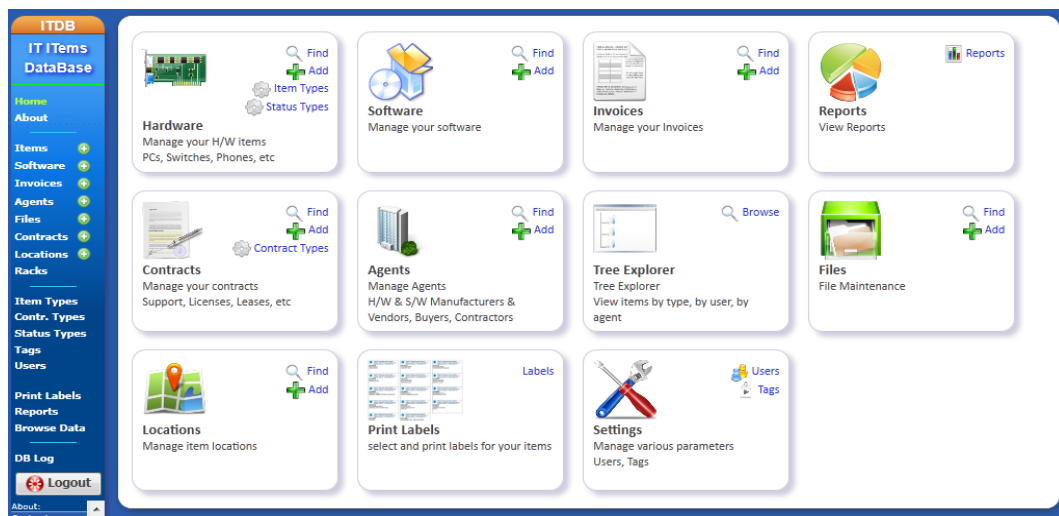 ITDB
IT ITems
DataBase
Home
About
Items
Software
Invoices
Agents
Files
Contracts
Locations
Racks
Item Types
Contr. Types
Status Types
Tags
Users
Print Labels
Reports
Browse Data
DB Log
Logout
About:
Find
Add
Item Types
Status Types
Hardware
Manage your H/W items
PCs, Switches, Phones, etc
Find
Add
Software
Manage your software
Find
Add
Invoices
Manage your Invoices
Reports
Reports
View Reports
Find
Add
Contract Types
Contracts
Manage your contracts
Support, Licenses, Leases, etc
Find
Add
Agents
Manage Agents
H/W & S/W Manufacturers &
Vendors, Buyers, Contractors
Browse
Tree Explorer
Tree Explorer
View items by type, by user, by
agent
Find
Add
Files
File Maintenance
Find
Add
Locations
Manage item locations
Labels
Print Labels
select and print labels for your items
Users
Tags
Settings
Manage various parameters
Users, Tags